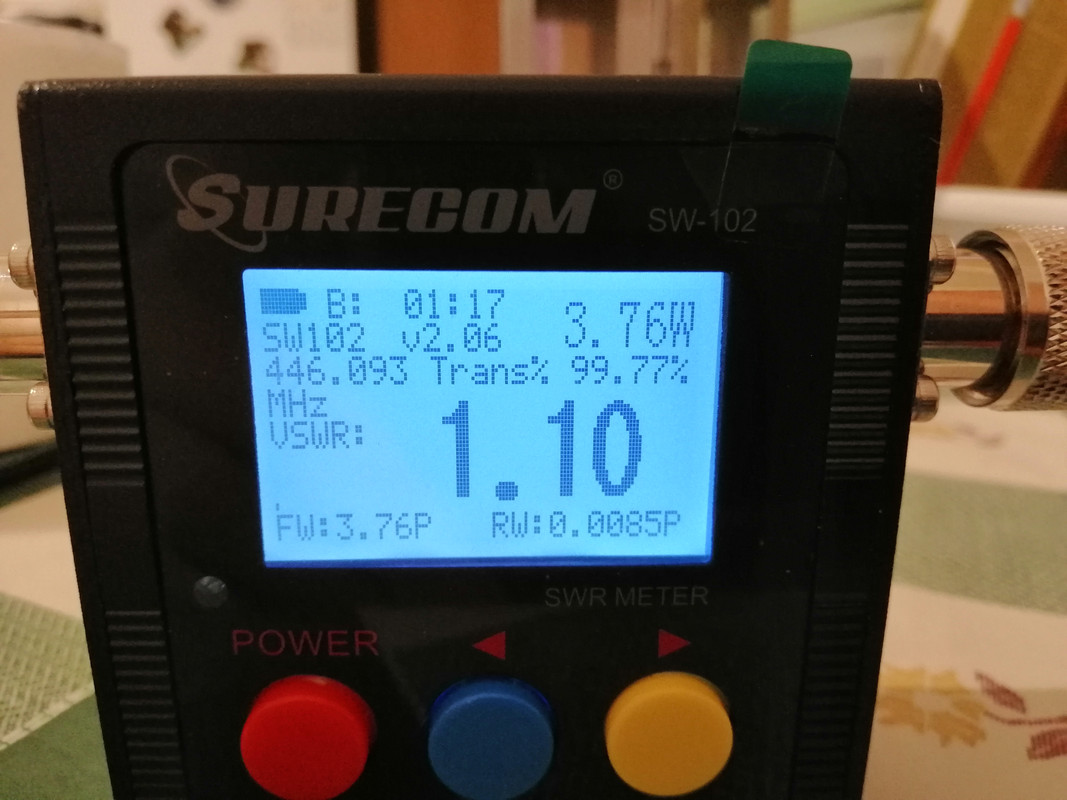 SURECOM®
SW-102
B: 01:17 3.76W
SW102 v2.06
446.093 Trans% 99.77%
MHz
VSWR: 1.10
FW:3.76P RW:0.0085P
SWR METER
POWER ◀ ▶